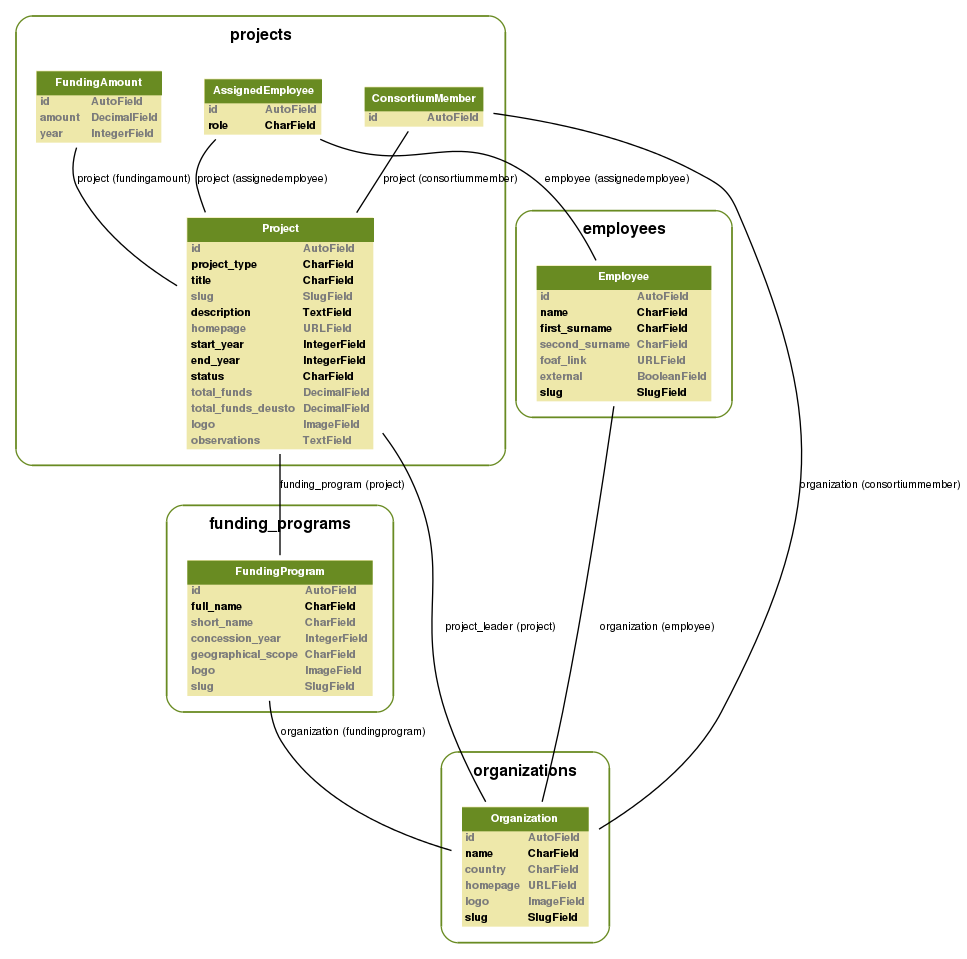 projects
FundingAmount
id AutoField
amount DecimalField
year IntegerField
AssignedEmployee
id AutoField
role CharField
ConsortiumMember
id AutoField
project (fundingamount)
project (assignedemployee)
project (consortiummember)
employee (assignedemployee)
Project
id AutoField
project_type CharField
title CharField
slug SlugField
description TextField
homepage URLField
start_year IntegerField
end_year IntegerField
status CharField
total_funds DecimalField
total_funds_deusto DecimalField
logo ImageField
observations TextField
employees
Employee
id AutoField
name CharField
first_surname CharField
second_surname CharField
foaf_link URLField
external BooleanField
slug SlugField
funding_program (project)
organization (consortiummember)
funding_programs
FundingProgram
id AutoField
full_name CharField
short_name CharField
concession_year IntegerField
geographical_scope CharField
logo ImageField
slug SlugField
project_leader (project)
organization (employee)
organization (fundingprogram)
organizations
Organization
id AutoField
name CharField
country CharField
homepage URLField
logo ImageField
slug SlugField